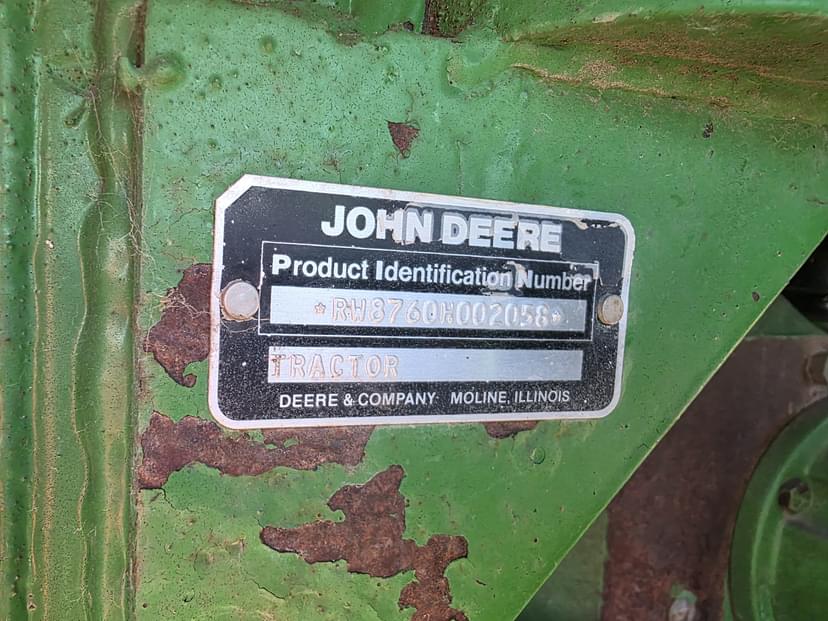 JOHN DEERE
Product Identification Number
*RW8760H002058*
TRACTOR
DEERE & COMPANY MOLINE, ILLINOIS